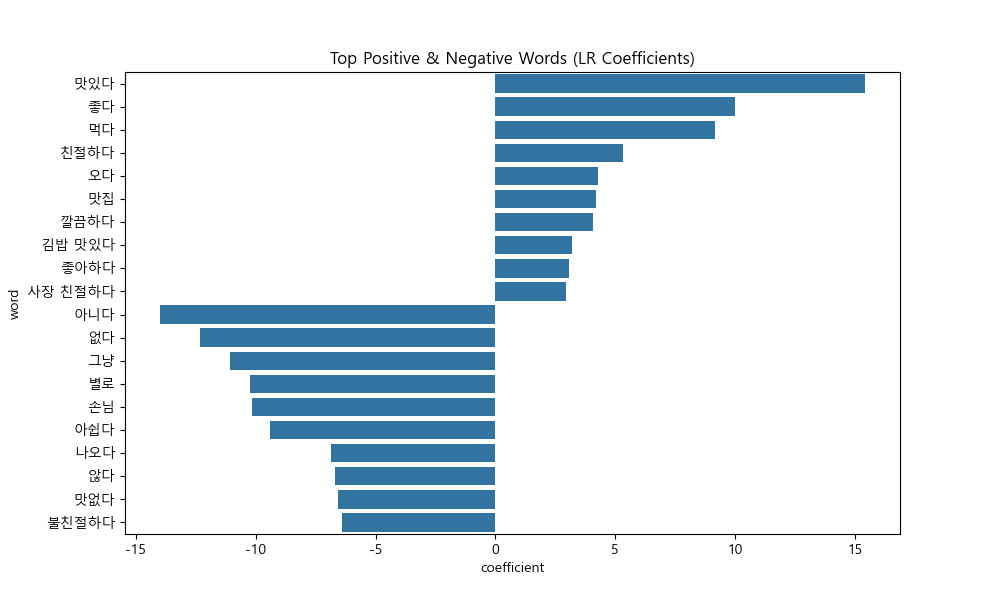 Top Positive & Negative Words (LR Coefficients)
맛있다
좋다
먹다
친절하다
오다
맛집
깔끔하다
김밥 맛있다
좋아하다
사장 친절하다
아니다
없다
그냥
별로
손님
아쉽다
나오다
않다
맛없다
불친절하다
word
-15 -10 -5 0 5 10 15
coefficient